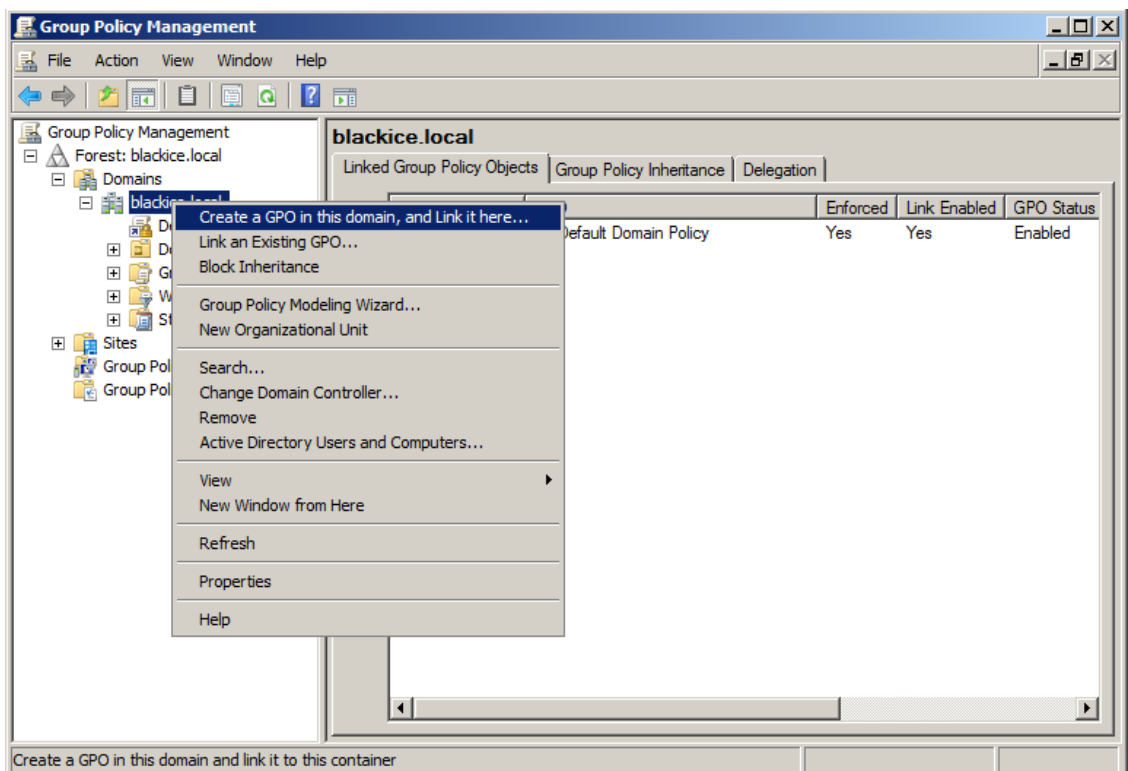 Group Policy Management
File Action View Window Help
Group Policy Management
Forest: blackice.local
Domains
Sites
Group Pol
Group Pol
blackice.local
Linked Group Policy Objects Group Policy Inheritance Delegation
Enforced Link Enabled GPO Status
Default Domain Policy Yes Yes Enabled
Create a GPO in this domain, and Link it here...
Link an Existing GPO...
Block Inheritance
Group Policy Modeling Wizard...
New Organizational Unit
Search...
Change Domain Controller...
Remove
Active Directory Users and Computers...
View
New Window from Here
Refresh
Properties
Help
Create a GPO in this domain and link it to this container